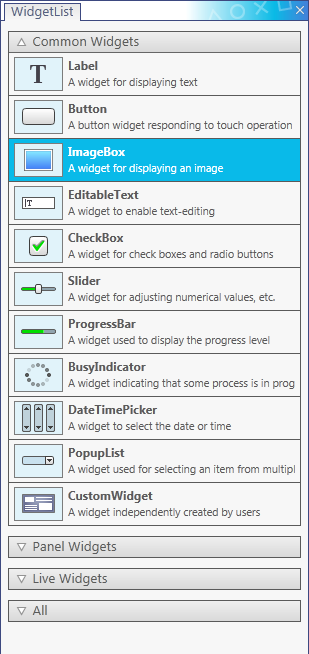 WidgetList
Common Widgets
T
Label
A widget for displaying text
Button
A button widget responding to touch operation
ImageBox
A widget for displaying an image
T
EditableText
A widget to enable text-editing
CheckBox
A widget for check boxes and radio buttons
Slider
A widget for adjusting numerical values, etc.
ProgressBar
A widget used to display the progress level
BusyIndicator
A widget indicating that some process is in prog
DateTimePicker
A widget to select the date or time
PopupList
A widget used for selecting an item from multipl
CustomWidget
A widget independently created by users
Panel Widgets
Live Widgets
All